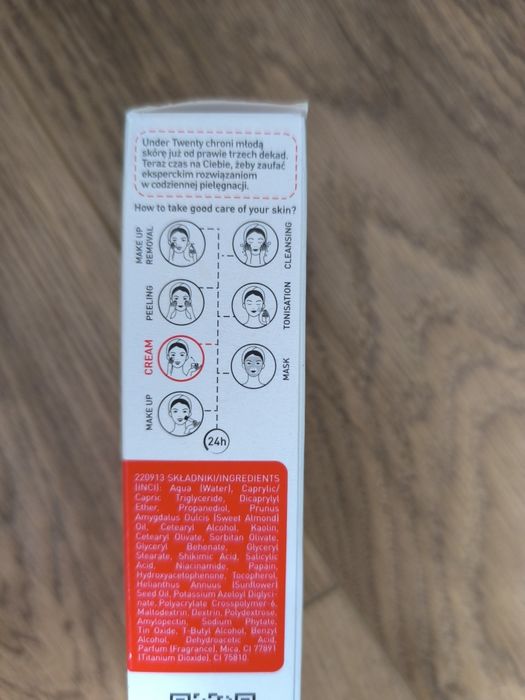 Under Twenty chroni młodą
skórę już od prawie trzech dekad.
Teraz czas na Ciebie, żeby zaufać
eksperckim rozwiązaniom
w codziennej pielęgnacji.
How to take good care of your skin?
MAKE UP
REMOVAL
CLEANSING
PEELING
TONISATION
CREAM
MASK
MAKE UP
24h
220913 SKŁADNIKI/INGREDIENTS
(INCI): Aqua (Water), Caprylic/
Capric Triglyceride, Dicaprylyl
Ether, Propanediol, Prunus
Amygdalus Dulcis (Sweet Almond)
Oil, Cetearyl Alcohol, Kaolin,
Cetearyl Olivate, Sorbitan Olivate,
Glyceryl Behenate, Glyceryl
Stearate, Shikimic Acid, Salicylic
Acid, Niacinamide, Papain,
Hydroxyacetophenone, Tocopherol,
Helianthus Annuus (Sunflower)
Seed Oil, Potassium Azeloyl Diglyci-
nate, Polyacrylate Crosspolymer-6,
Maltodextrin, Dextrin, Polydextrose,
Amylopectin, Sodium Phytate,
Tin Oxide, T-Butyl Alcohol, Benzyl
Alcohol, Dehydroacetic Acid,
Parfum (Fragrance), Mica, CI 77891
(Titanium Dioxide), CI 75810.